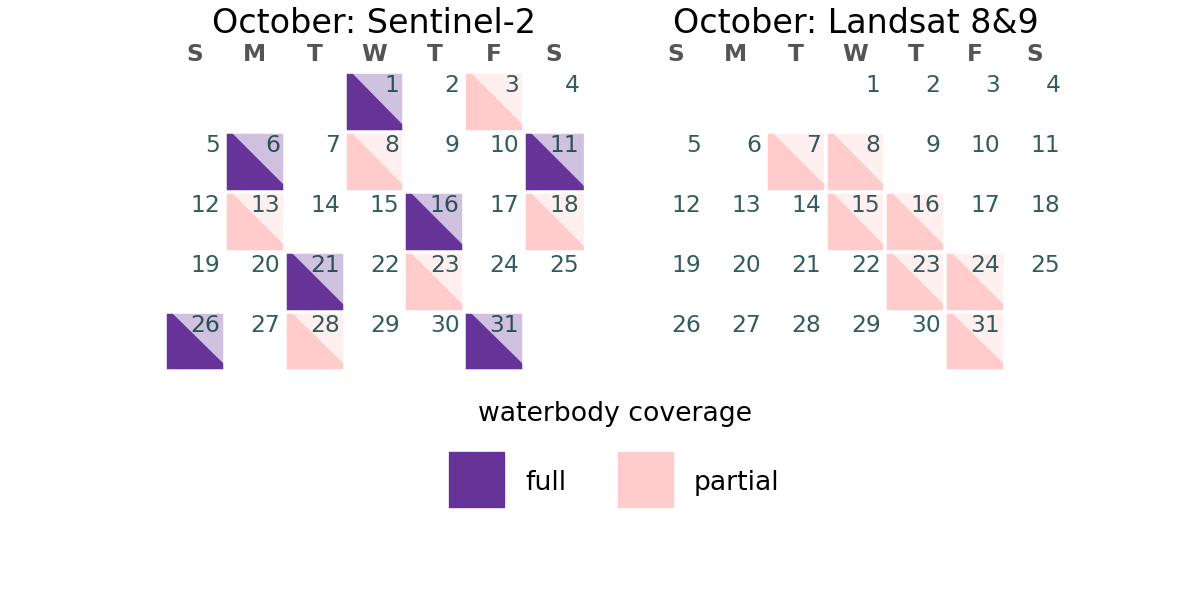 October: Sentinel-2
S M T W T F S
1 2 3 4
5 6 7 8 9 10 11
12 13 14 15 16 17 18
19 20 21 22 23 24 25
26 27 28 29 30 31
October: Landsat 8&9
S M T W T F S
1 2 3 4
5 6 7 8 9 10 11
12 13 14 15 16 17 18
19 20 21 22 23 24 25
26 27 28 29 30 31
waterbody coverage
full partial